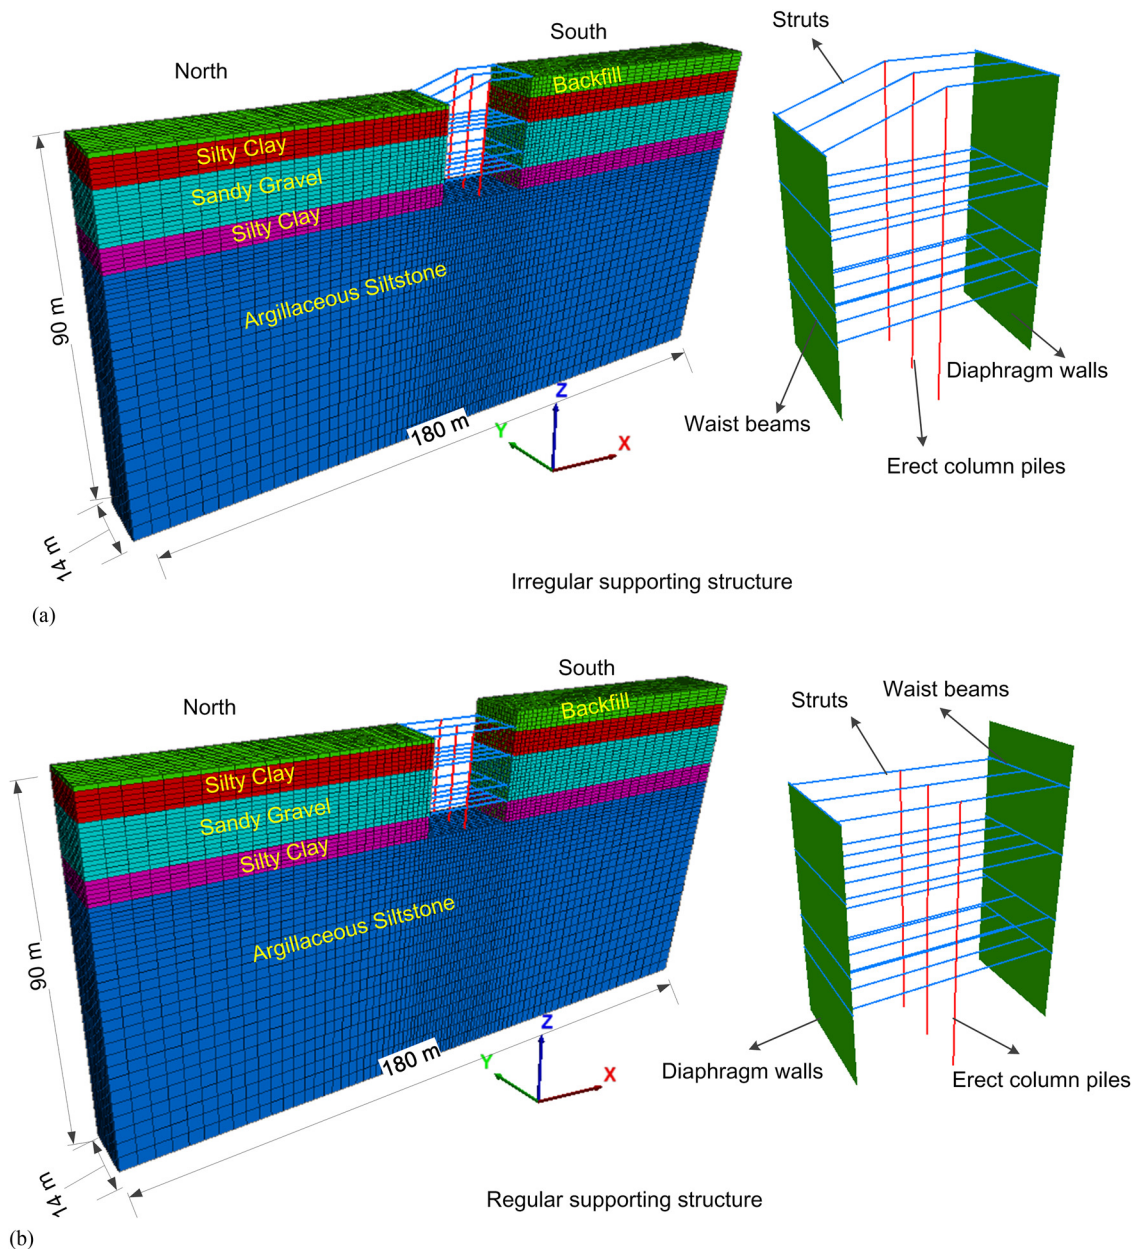 South
Struts
North
Backfill
Silty Clay
Sandy Gravel
Silty Clay
Argillaceous Siltstone
90 m
Diaphragm walls
Z
180 m
Y
X
Waist beams
Erect column piles
14 m
Irregular supporting structure
(a)
South
Waist beams
Struts
North
Backfill
Silty Clay
Sandy Gravel
Silty Clay
Argillaceous Siltstone
90 m
Z
180 m
Y
X
Diaphragm walls
Erect column piles
14 m
Regular supporting structure
(b)